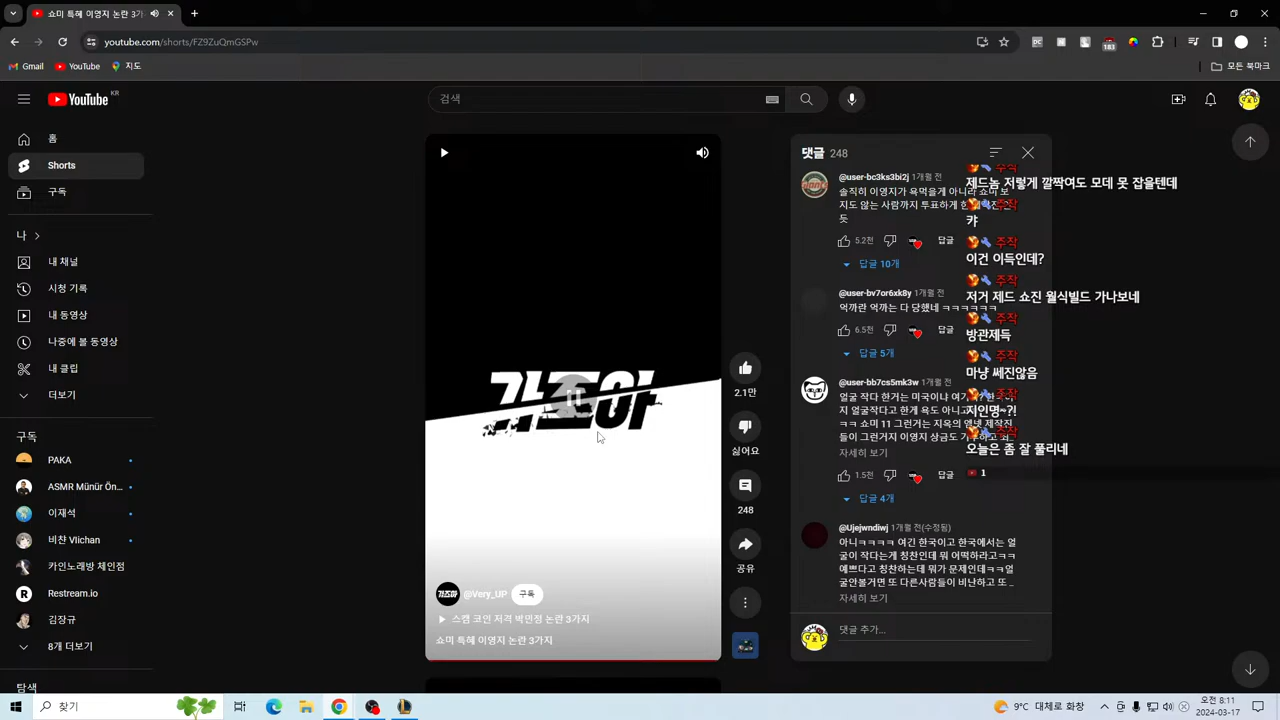 쇼미 특혜 이영지 논란 3가지
youtube.com/shorts/FZ9ZuQmGSPw
183
Gmail
YouTube
지도
모든 북마크
YouTube KR
검색
홈
Shorts
구독
나
내 채널
시청 기록
내 동영상
나중에 볼 동영상
내 클립
더보기
구독
PAKA
ASMR Münür Ön...
이재석
비챤 VIichan
카인노래방 체인점
Restream.io
김장규
8개 더보기
탐색
@Very_UP
구독
▶ 스캠 코인 저격 박민정 논란 3가지
쇼미 특혜 이영지 논란 3가지
2.1만
싫어요
248
공유
댓글 248
@user-bc3ks3bi2j 1개월 전
솔직히 이영지가 욕먹을게 아니라 쇼미 보
지도 않는 사람까지 투표하게 한
듯
5.2천
답글
답글 10개
@user-bv7or6xk8y 1개월 전
억까란 억까는 다 당했네 ㅋㅋㅋㅋㅋㅋ
6.5천
답글
답글 5개
@user-bb7cs5mk3w 1개월 전
얼굴 작다 한거는 미국이냐
지 얼굴작다고 한게 욕도 아니고
ㅋㅋ 쇼미 11 그런거는 지옥의 엠넷 제작진
들이 그런거지 이영지 상금도
자세히 보기
1.5천
답글
답글 4개
@Ujejwndiwj 1개월 전(수정됨)
아니ㅋㅋㅋㅋ 여긴 한국이고 한국에서는 얼
굴이 작다는게 칭찬인데 뭐 어떡하라고ㅋㅋ
예쁘다고 칭찬하는데 뭐가 문제인데ㅋㅋ얼
굴안볼거면 또 다른사람들이 비난하고 또 ...
자세히 보기
댓글 추가...
주작
제드놈 저렇게 깔짝여도 모데 못 잡을텐데
주작
캬
주작
이건 이득인데?
주작
저거 제드 쇼진 월식빌드 가나보네
주작
방관제득
주작
마냥 쎄진않음
주작
지인명~?!
주작
오늘은 좀 잘 풀리네
1
찾기
9°C 대체로 화창
오전 8:11
2024-03-17